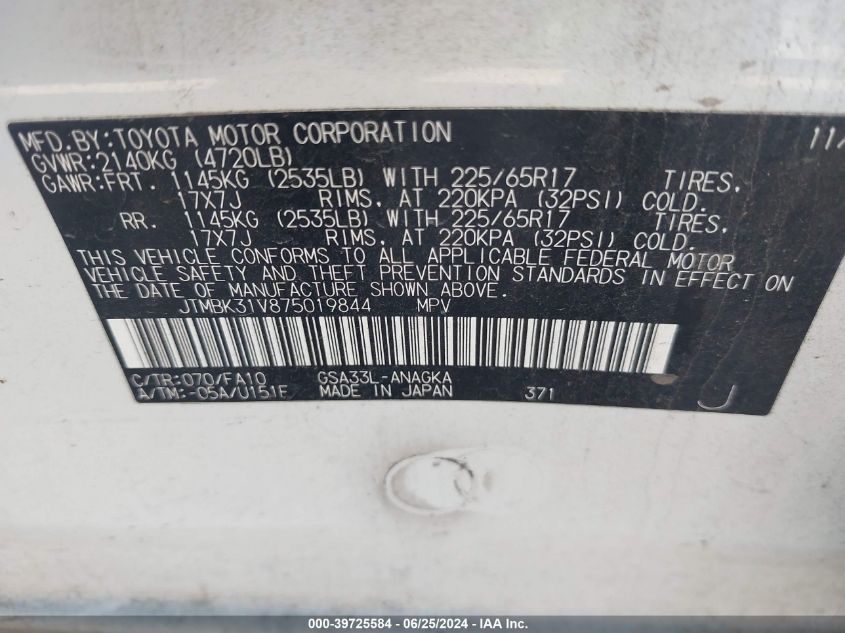 MFD.BY:TOYOTA MOTOR CORPORATION 11/
GVWR:2140KG (4720LB)
GAWR:FRT. 1145KG (2535LB) WITH 225/65R17 TIRES,
17X7J RIMS, AT 220KPA (32PSI) COLD.
RR. 1145KG (2535LB) WITH 225/65R17 TIRES,
17X7J RIMS, AT 220KPA (32PSI) COLD.
THIS VEHICLE CONFORMS TO ALL APPLICABLE FEDERAL MOTOR
VEHICLE SAFETY AND THEFT PREVENTION STANDARDS IN EFFECT ON
THE DATE OF MANUFACTURE SHOWN ABOVE.
JTMBK31V875019844 MPV
C/TR:070/FA10 GSA33L-ANAGKA
A/TM:-05A/U151F MADE IN JAPAN 371 J
000-39725584 - 06/25/2024 - IAA Inc.